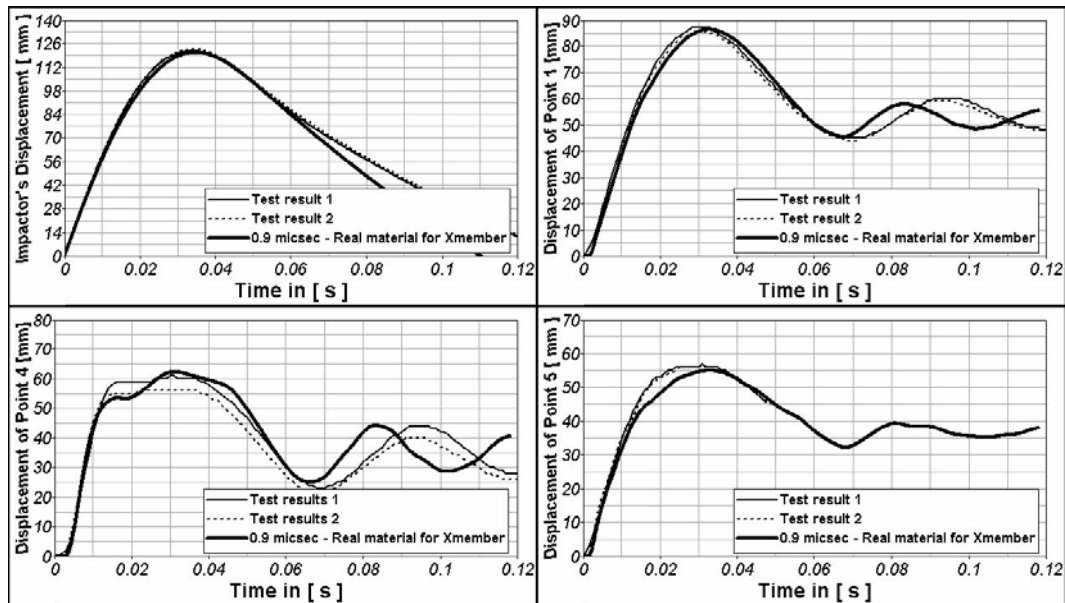 Impactor's Displacement [ mm ]
140
126
112
98
84
70
56
42
28
14
0
Test result 1
Test result 2
0.9 micsec - Real material for Xmember
0 0.02 0.04 0.06 0.08 0.1 0.12
Time in [ s ]
Displacement of Point 1 [mm]
90
80
70
60
50
40
30
20
10
0
Test result 1
Test result 2
0.9 micsec - Real material for Xmember
0 0.02 0.04 0.06 0.08 0.1 0.12
Time in [ s ]
Displacement of Point 4 [mm]
80
70
60
50
40
30
20
10
0
Test results 1
Test results 2
0.9 micsec - Real material for Xmember
0 0.02 0.04 0.06 0.08 0.1 0.12
Time in [ s ]
Displacement of Point 5 [ mm ]
70
60
50
40
30
20
10
0
Test result 1
Test result 2
0.9 micsec - Real material for Xmember
0 0.02 0.04 0.06 0.08 0.1 0.12
Time in [ s ]